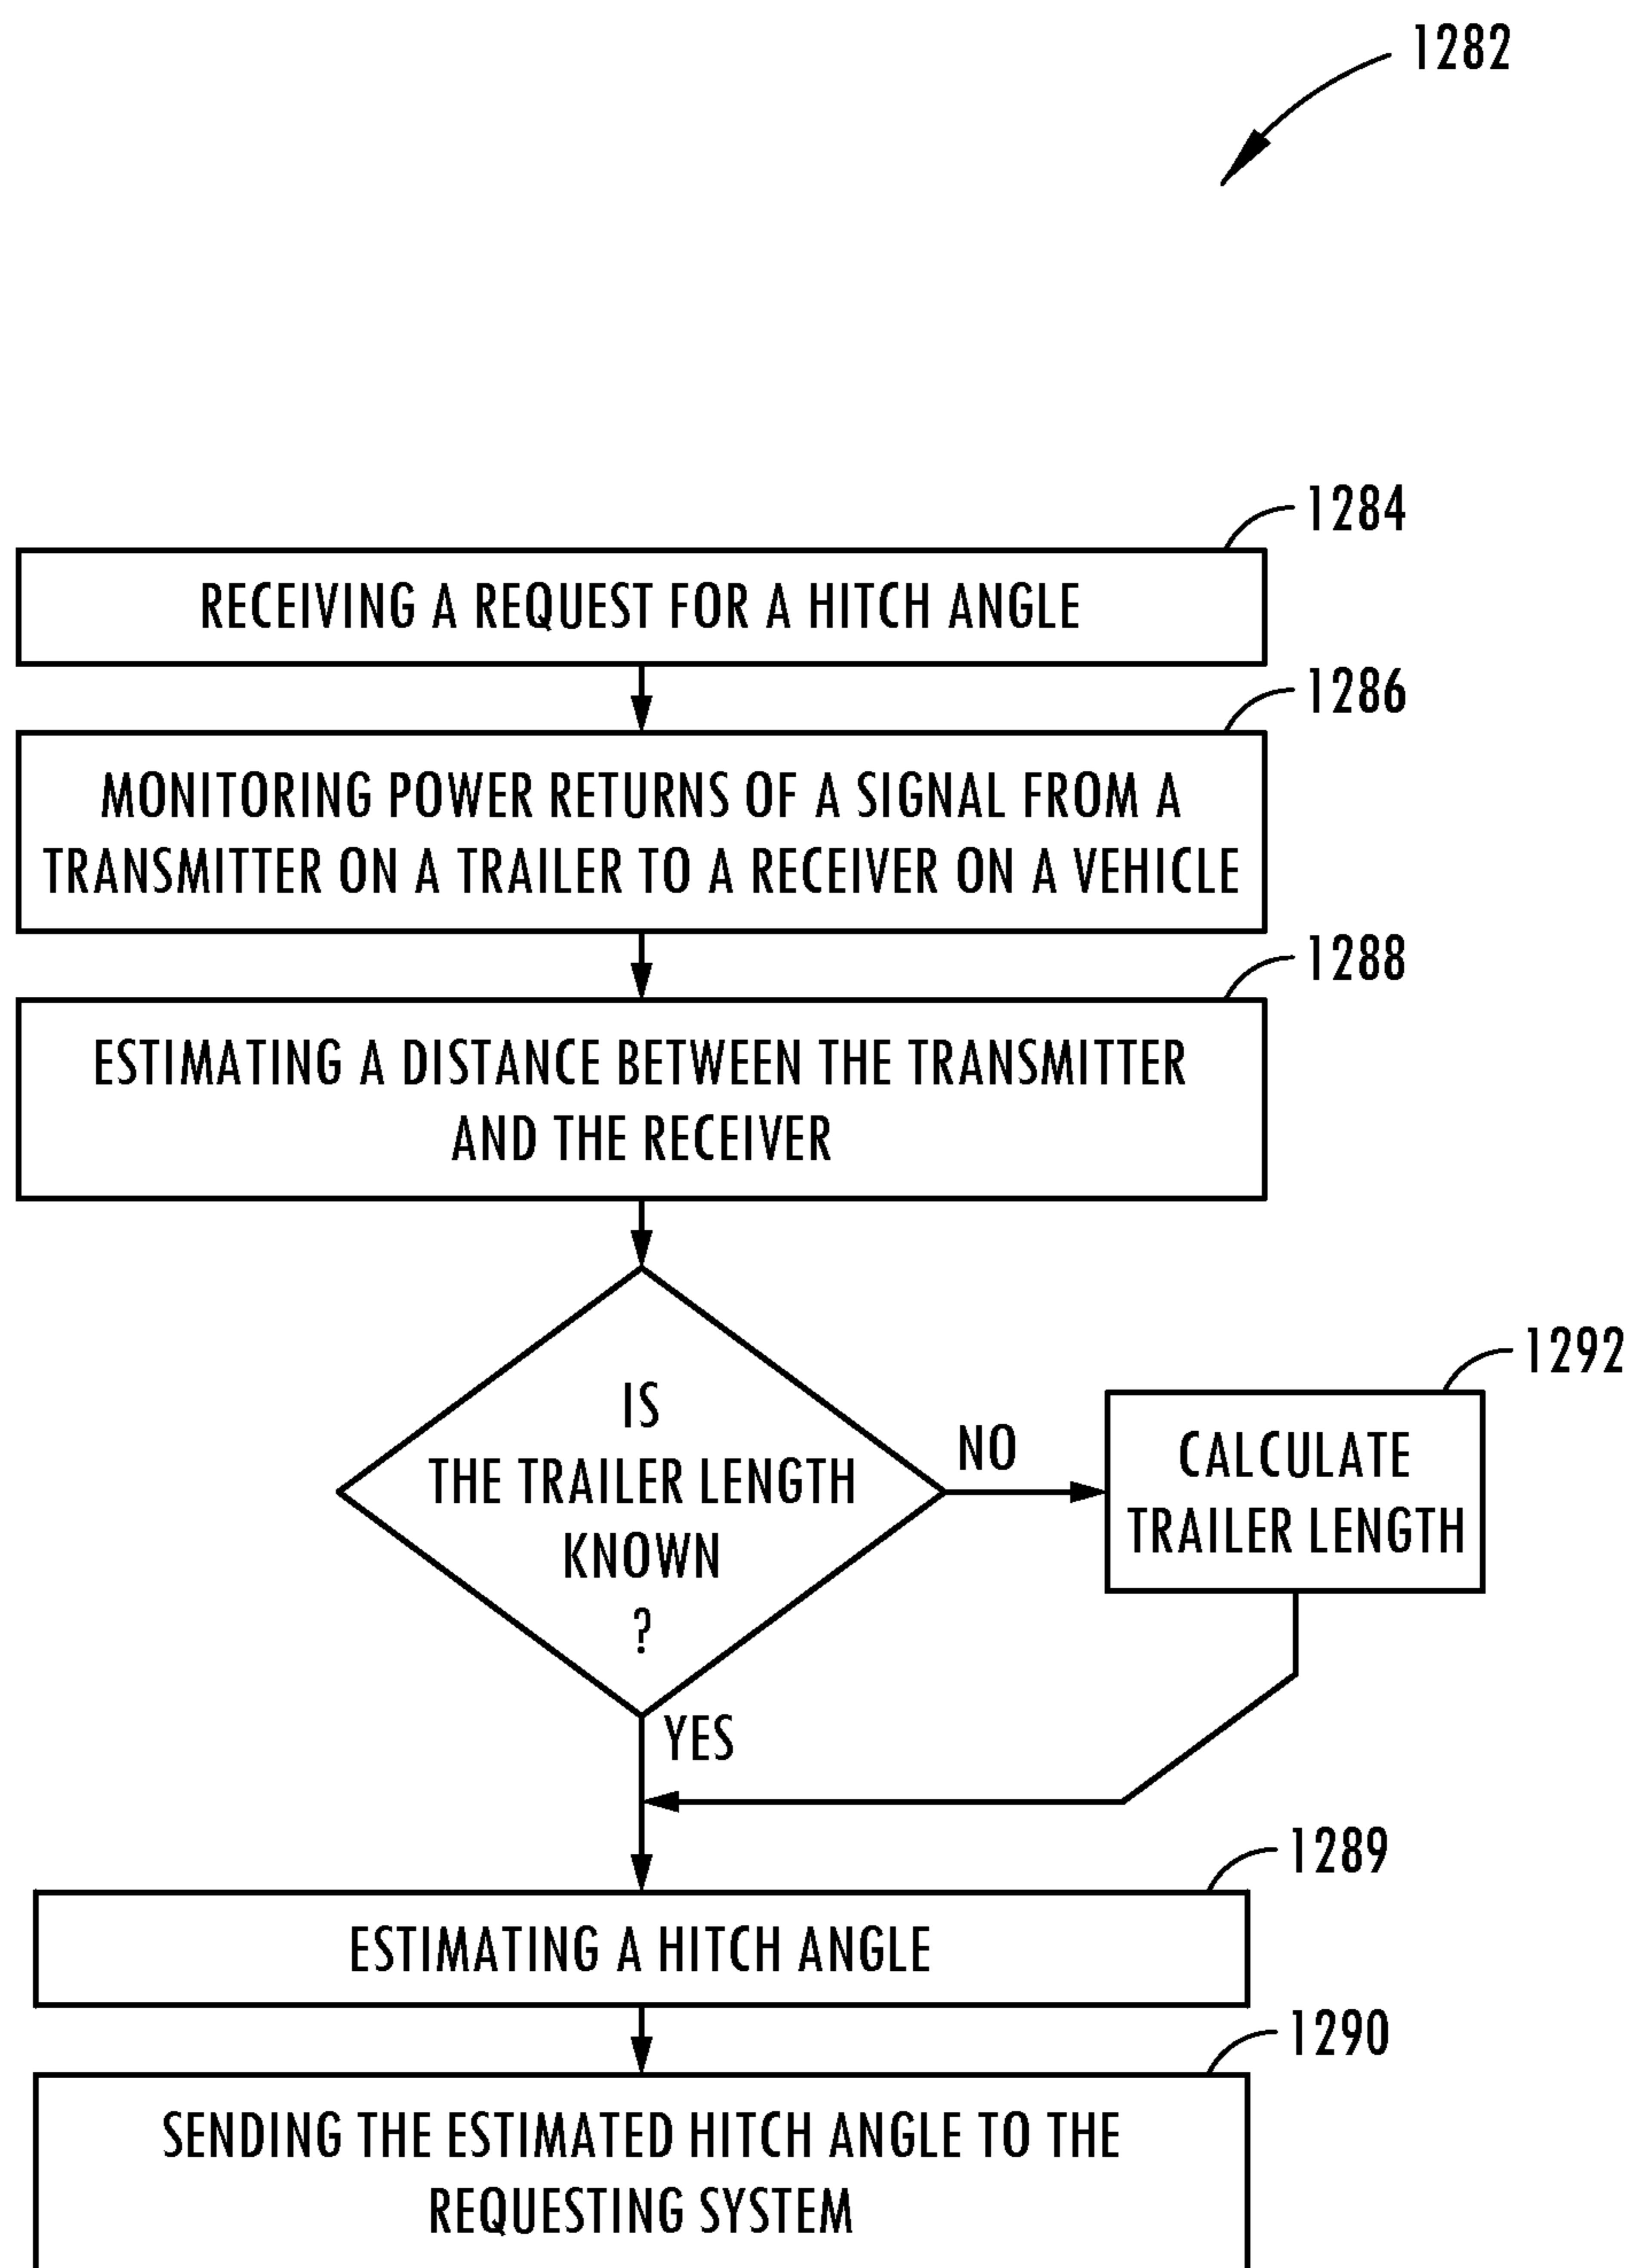 1282
1284
RECEIVING A REQUEST FOR A HITCH ANGLE
1286
MONITORING POWER RETURNS OF A SIGNAL FROM A
TRANSMITTER ON A TRAILER TO A RECEIVER ON A VEHICLE
1288
ESTIMATING A DISTANCE BETWEEN THE TRANSMITTER
AND THE RECEIVER
IS
THE TRAILER LENGTH
KNOWN
?
NO
1292
CALCULATE
TRAILER LENGTH
YES
1289
ESTIMATING A HITCH ANGLE
1290
SENDING THE ESTIMATED HITCH ANGLE TO THE
REQUESTING SYSTEM